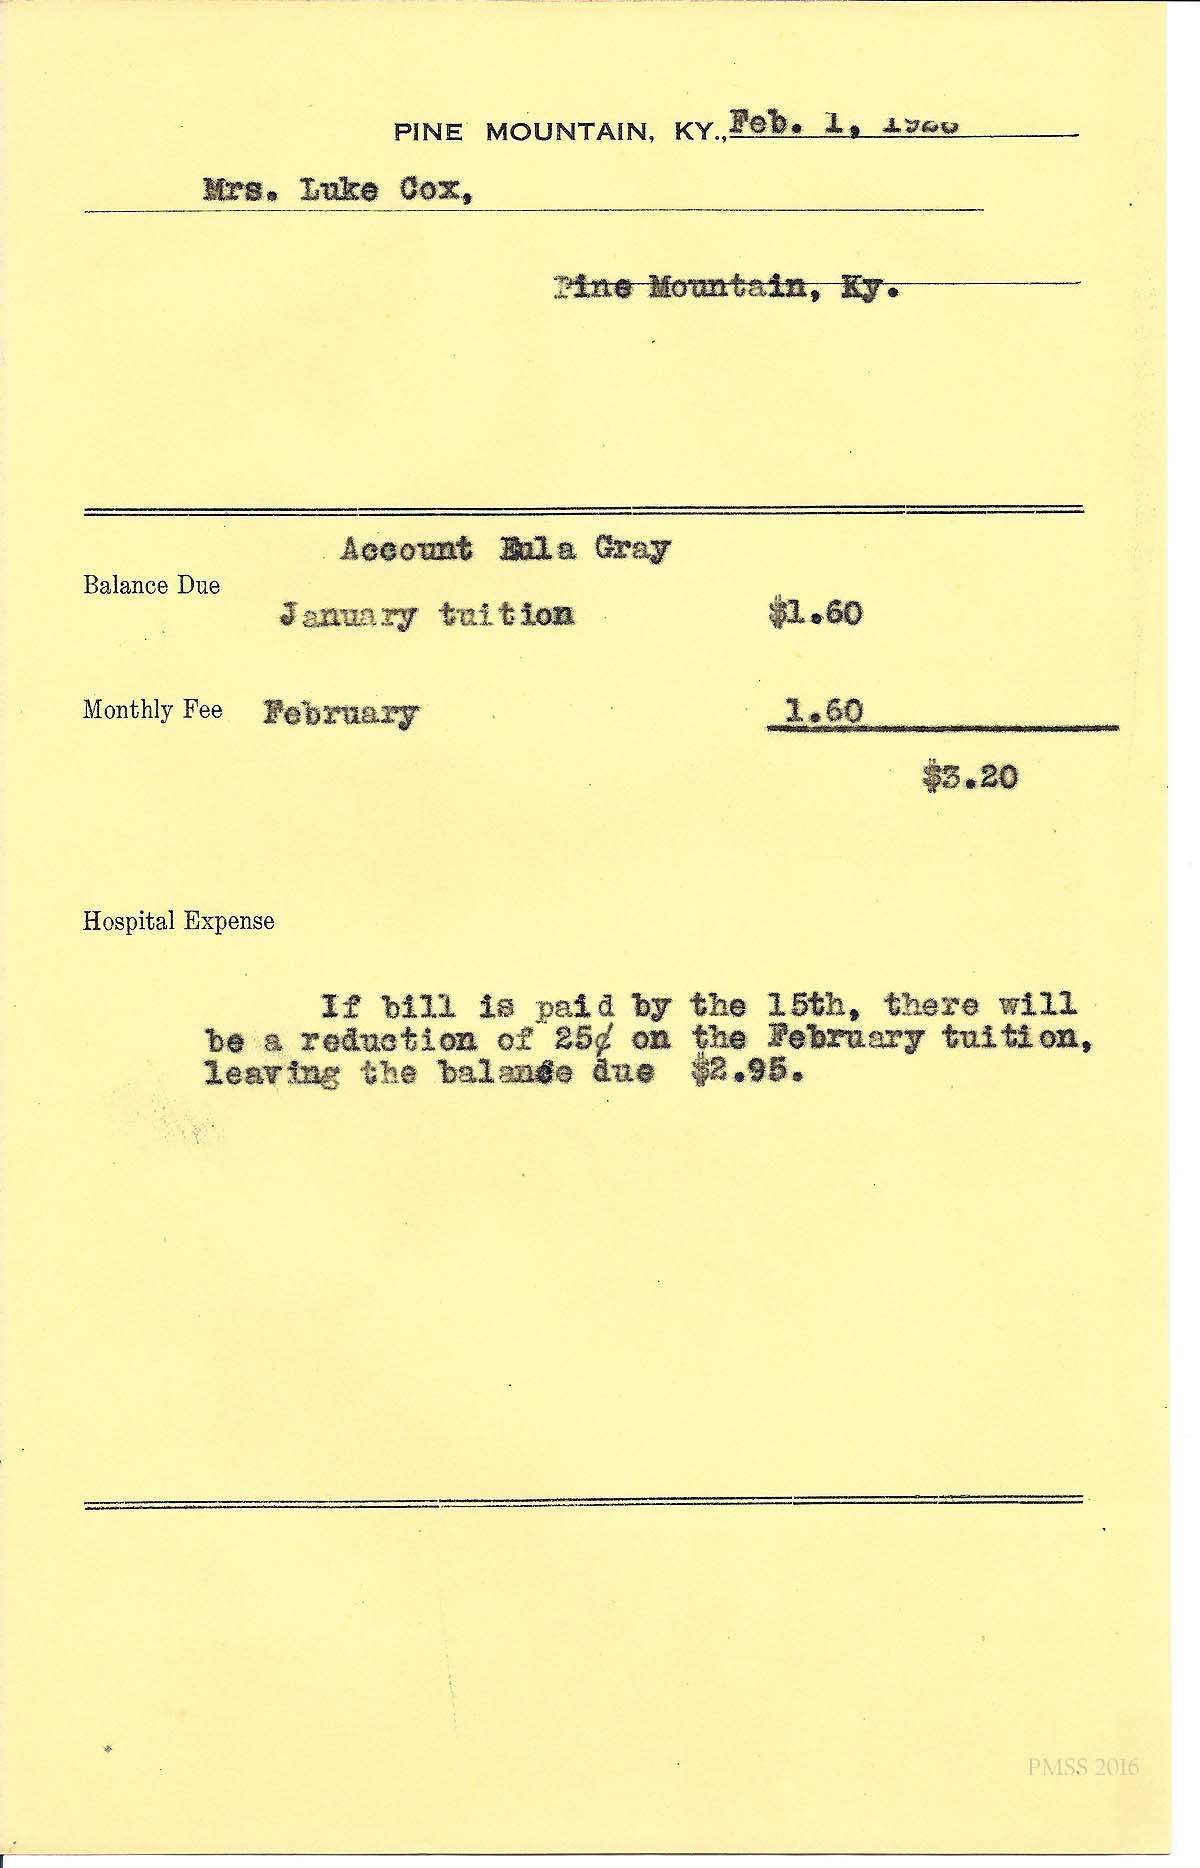 PINE MOUNTAIN, KY., Feb. 1,
Mrs. Luke Cox,
Pine Mountain, Ky.
Account Eula Gray
Balance Due
January tuition $1.60
Monthly Fee February 1.60
$3.20
Hospital Expense
If bill is paid by the 15th, there will
be a reduction of 25¢ on the February tuition,
leaving the balance due $2.95.
PMSS 2016